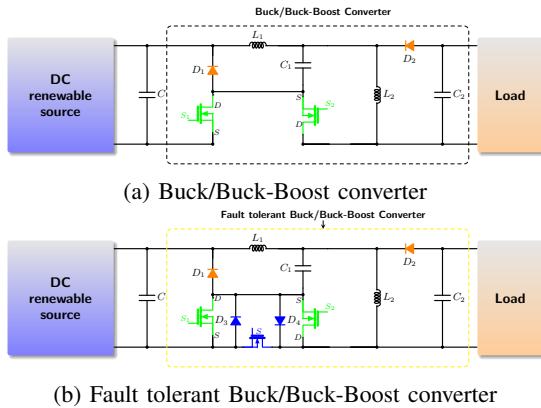 Buck/Buck-Boost Converter
L1
D1
C1
D2
DC
renewable
source
C
S1
D
S
S
S2
D
L2
C2
Load
(a) Buck/Buck-Boost converter
Fault tolerant Buck/Buck-Boost Converter
L1
D1
C1
D2
DC
renewable
source
C
S1
D
S
D3
S
D4
S
S2
D
L2
C2
Load
(b) Fault tolerant Buck/Buck-Boost converter